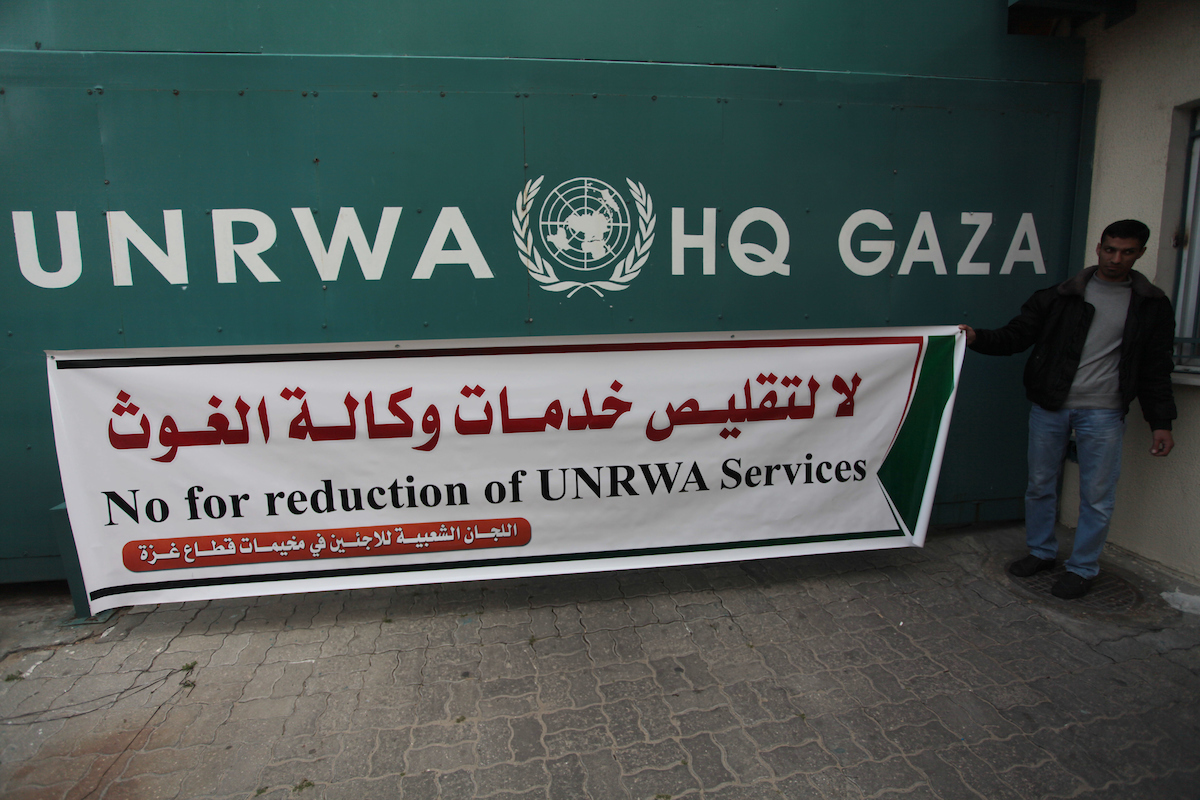 UNRWA HQ GAZA
لا لتقليص خدمات وكالة الغوث
No for reduction of UNRWA Services
اللجان الشعبية للاجئين في مخيمات قطاع غزة